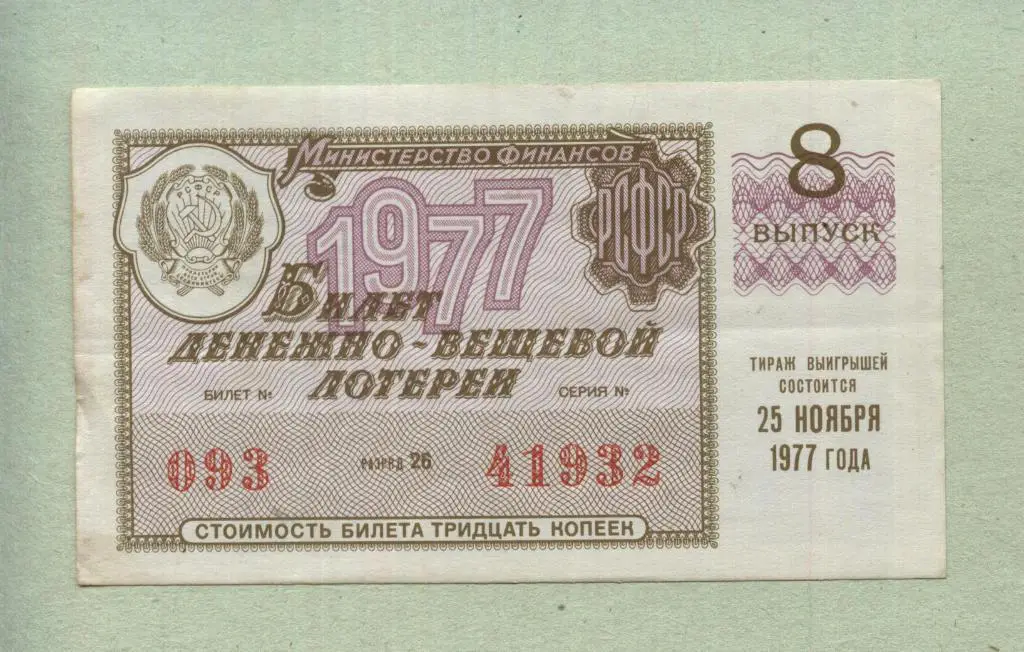 Министерство финансов
РСФСР
РСФСР
1977
Билет
денежно-вещевой
лотереи
БИЛЕТ №
СЕРИЯ №
093
РАЗРЯД 26
41932
СТОИМОСТЬ БИЛЕТА ТРИДЦАТЬ КОПЕЕК
8
ВЫПУСК
ТИРАЖ ВЫИГРЫШЕЙ
СОСТОИТСЯ
25 НОЯБРЯ
1977 ГОДА